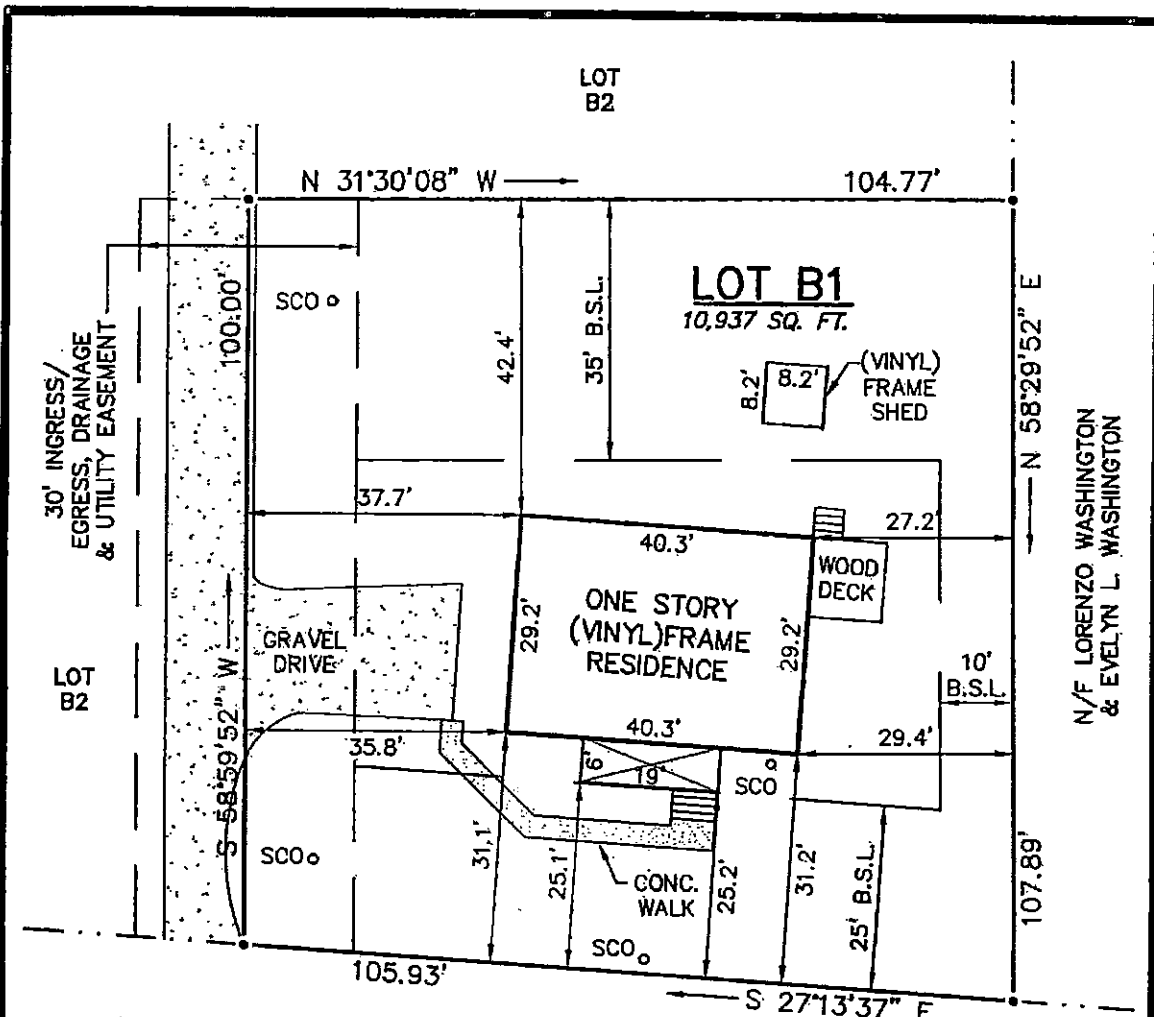 LOT
B2
N 31°30'08" W
104.77'
LOT B1
10,937 SQ. FT.
SCO
100.00'
30' INGRESS/
EGRESS, DRAINAGE
& UTILITY EASEMENT
42.4'
35' B.S.L.
8.2'
8.2'
(VINYL)
FRAME
SHED
N 58°29'52" E
N/F LORENZO WASHINGTON
& EVELYN L. WASHINGTON
37.7'
40.3'
27.2'
WOOD
DECK
ONE STORY
(VINYL)FRAME
RESIDENCE
29.2'
29.2'
GRAVEL
DRIVE
LOT
B2
S 58°59'52" W
10'
B.S.L.
35.8'
40.3'
29.4'
6'
19'
SCO
SCO
31.1'
25.1'
CONC.
WALK
25.2'
31.2'
25' B.S.L.
107.89'
SCO
105.93'
S 27°13'37" E